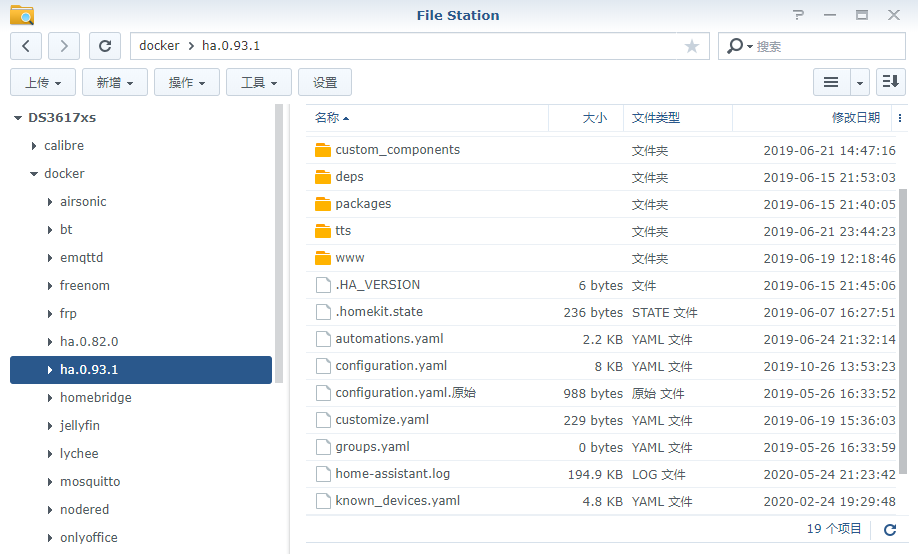 File Station
docker > ha.0.93.1
搜索
上传 新增 操作 工具 设置
DS3617xs
calibre
docker
airsonic
bt
emqttd
freenom
frp
ha.0.82.0
ha.0.93.1
homebridge
jellyfin
lychee
mosquitto
nodered
onlyoffice
名称 大小 文件类型 修改日期
custom_components 文件夹 2019-06-21 14:47:16
deps 文件夹 2019-06-15 21:53:03
packages 文件夹 2019-06-15 21:40:05
tts 文件夹 2019-06-21 23:44:23
www 文件夹 2019-06-19 12:18:46
.HA_VERSION 6 bytes 文件 2019-06-15 21:45:06
.homekit.state 236 bytes STATE 文件 2019-06-07 16:27:51
automations.yaml 2.2 KB YAML 文件 2019-06-24 21:32:14
configuration.yaml 8 KB YAML 文件 2019-10-26 13:53:23
configuration.yaml.原始 988 bytes 原始 文件 2019-05-26 16:33:52
customize.yaml 229 bytes YAML 文件 2019-06-19 15:36:03
groups.yaml 0 bytes YAML 文件 2019-05-26 16:33:59
home-assistant.log 194.9 KB LOG 文件 2020-05-24 21:23:42
known_devices.yaml 4.8 KB YAML 文件 2020-02-24 19:29:48
19 个项目